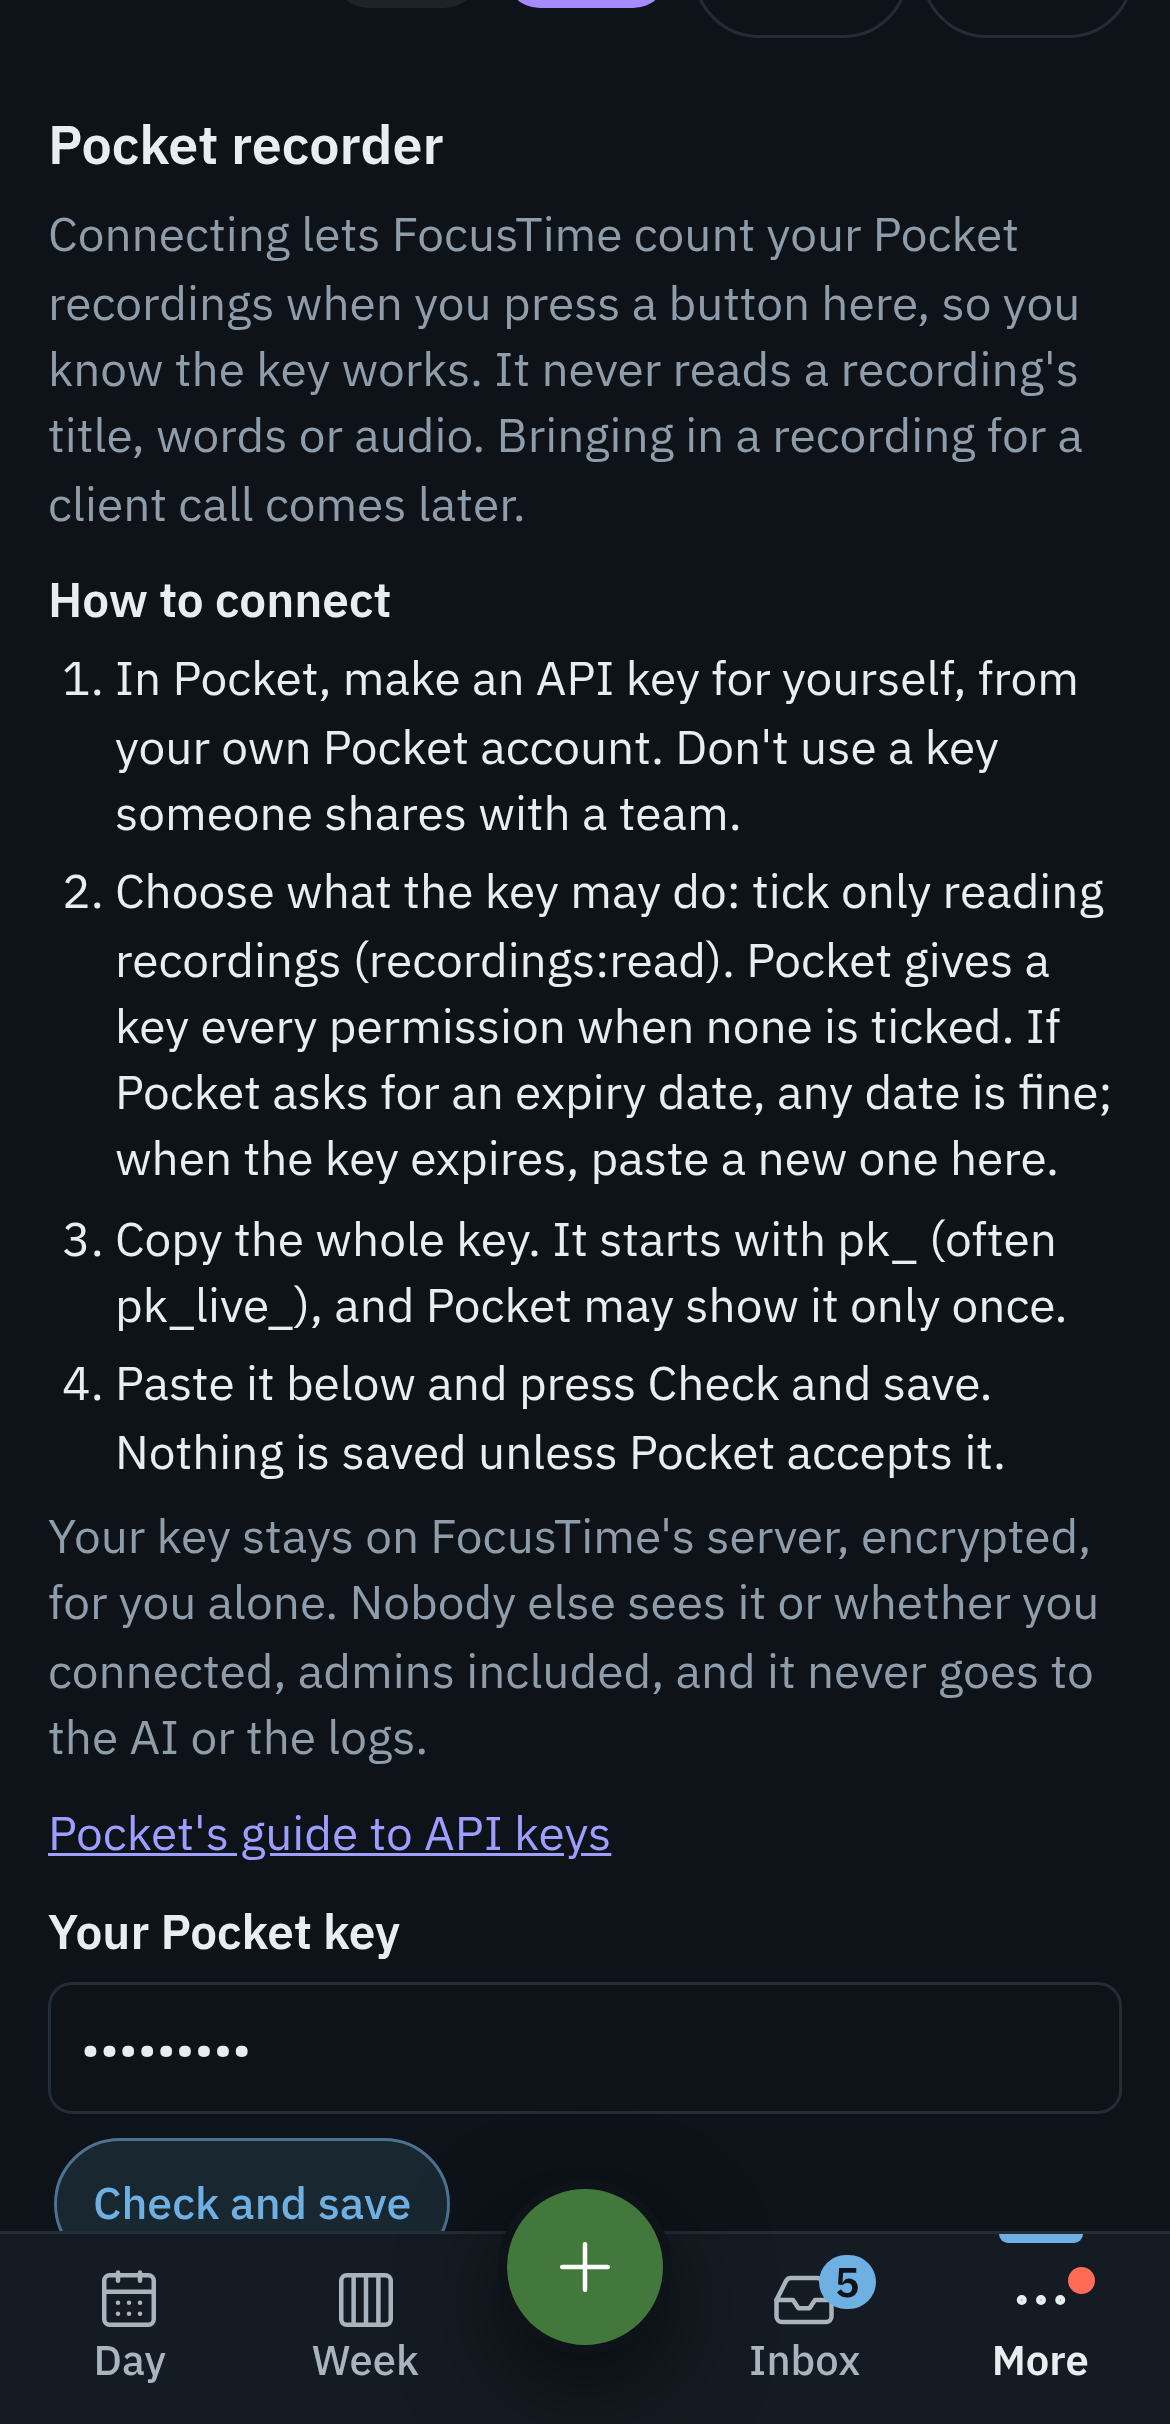 Pocket recorder
Connecting lets FocusTime count your Pocket
recordings when you press a button here, so you
know the key works. It never reads a recording's
title, words or audio. Bringing in a recording for a
client call comes later.
How to connect
1. In Pocket, make an API key for yourself, from
your own Pocket account. Don't use a key
someone shares with a team.
2. Choose what the key may do: tick only reading
recordings (recordings:read). Pocket gives a
key every permission when none is ticked. If
Pocket asks for an expiry date, any date is fine;
when the key expires, paste a new one here.
3. Copy the whole key. It starts with pk_ (often
pk_live_), and Pocket may show it only once.
4. Paste it below and press Check and save.
Nothing is saved unless Pocket accepts it.
Your key stays on FocusTime's server, encrypted,
for you alone. Nobody else sees it or whether you
connected, admins included, and it never goes to
the AI or the logs.
Pocket's guide to API keys
Your Pocket key
•••••••••
Check and save
5
Day Week Inbox More